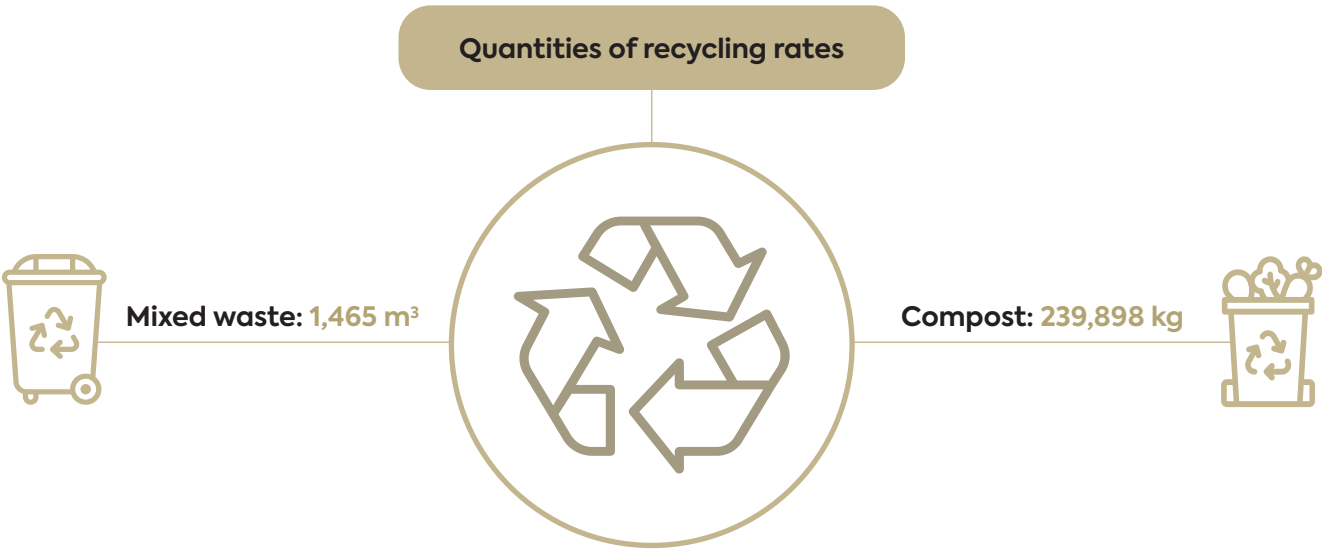 Quantities of recycling rates
Mixed waste: 1,465 m³
Compost: 239,898 kg